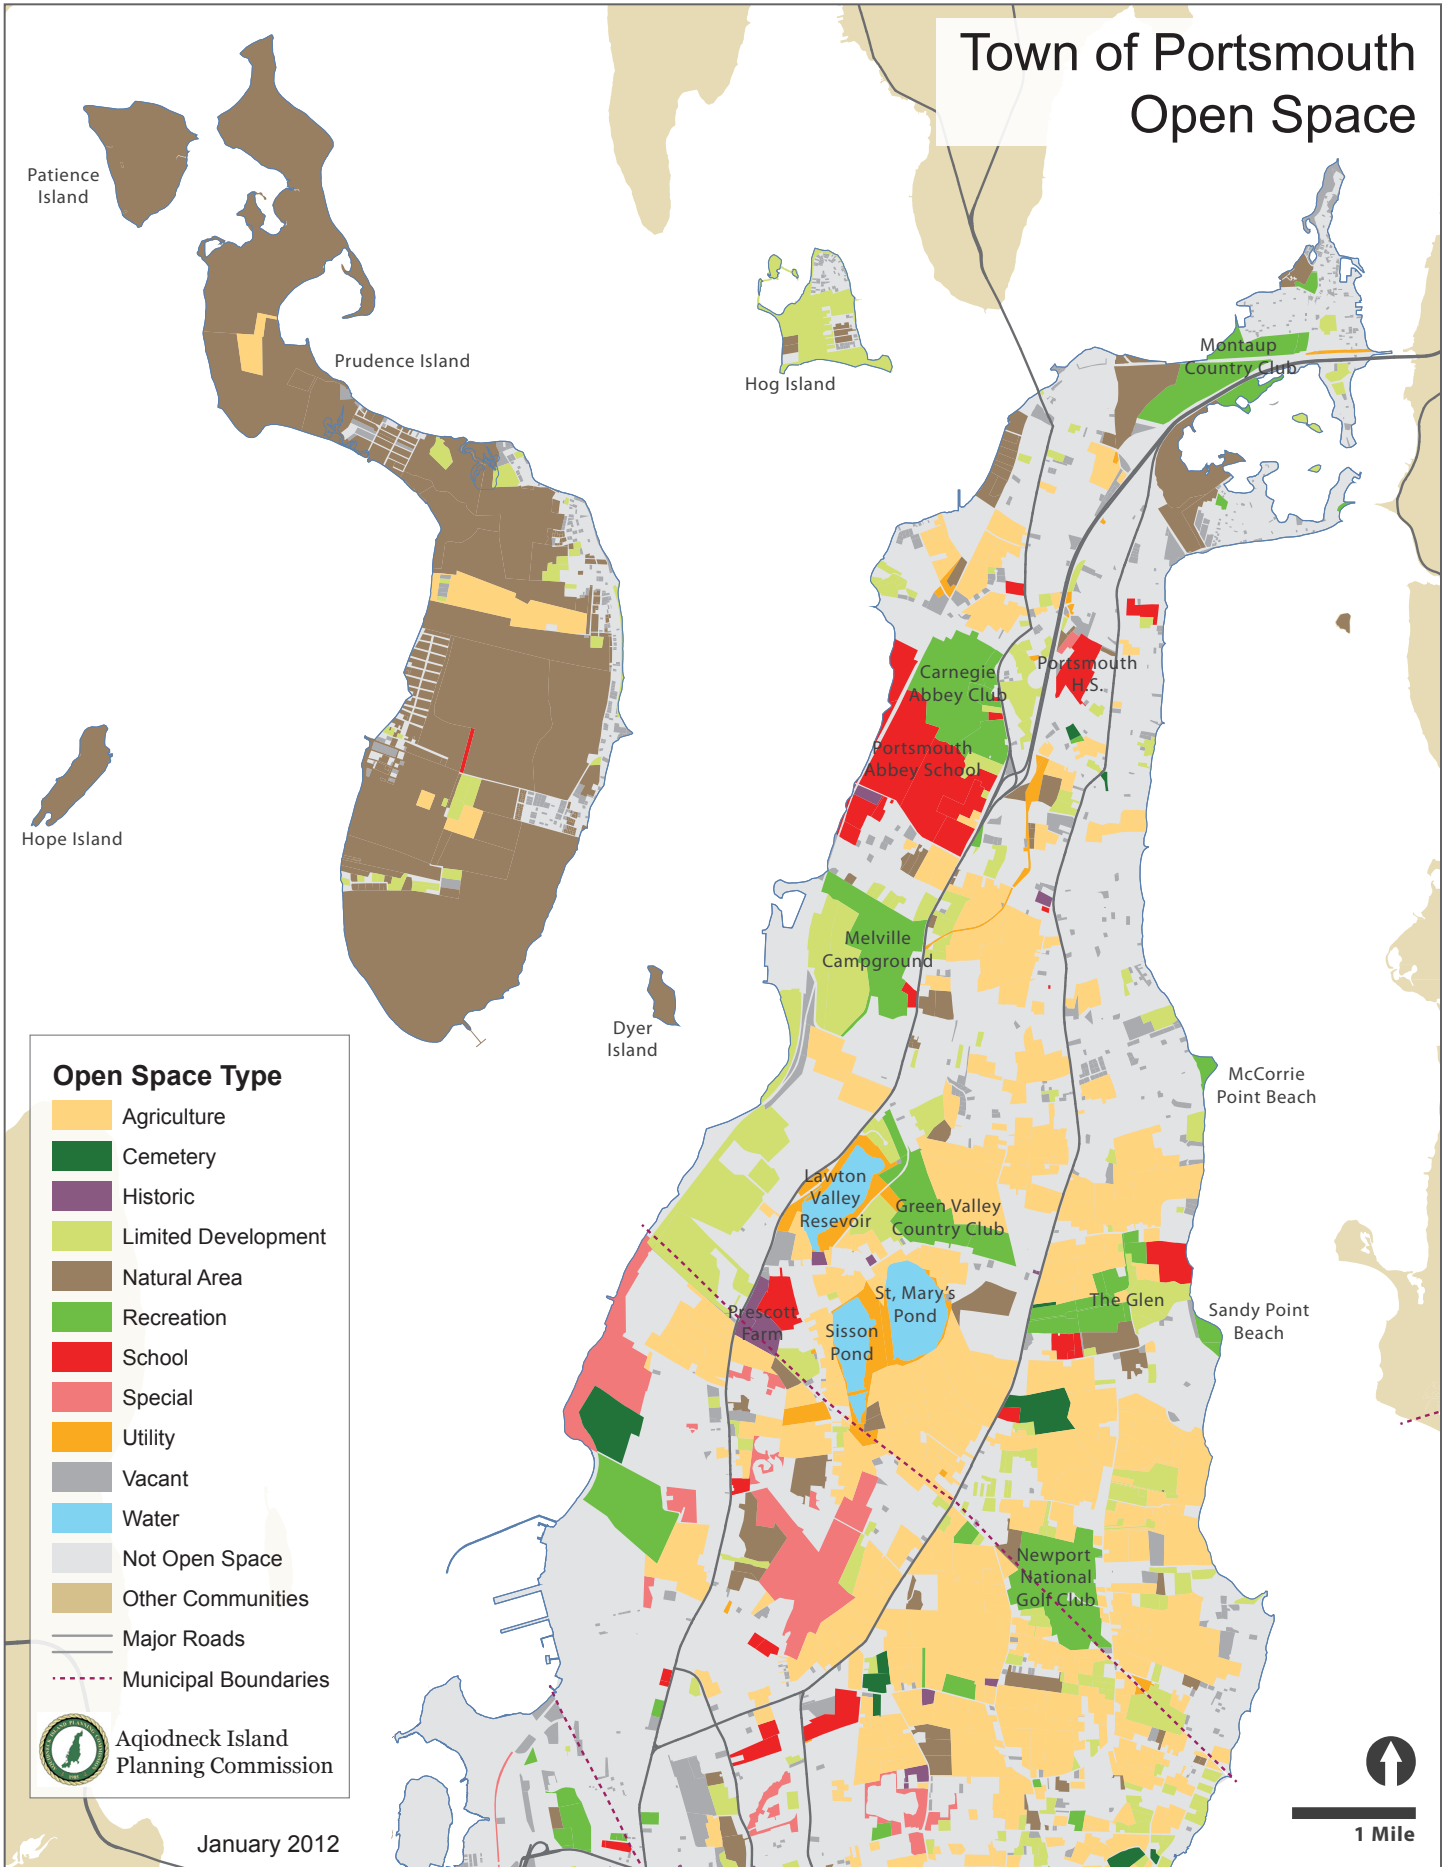 Town of Portsmouth
Open Space
Patience
Island
Prudence Island
Hog Island
Montaup
Country Club
Carnegie
Abbey Club
Portsmouth
H.S.
Portsmouth
Abbey School
Hope Island
Melville
Campground
Dyer
Island
McCorrie
Point Beach
Lawton
Valley
Resevoir
Green Valley
Country Club
St, Mary's
Pond
The Glen
Sandy Point
Beach
Prescott
Farm
Sisson
Pond
Newport
National
Golf Club
Open Space Type
Agriculture
Cemetery
Historic
Limited Development
Natural Area
Recreation
School
Special
Utility
Vacant
Water
Not Open Space
Other Communities
Major Roads
Municipal Boundaries
Aqiodneck Island
Planning Commission
January 2012
1 Mile